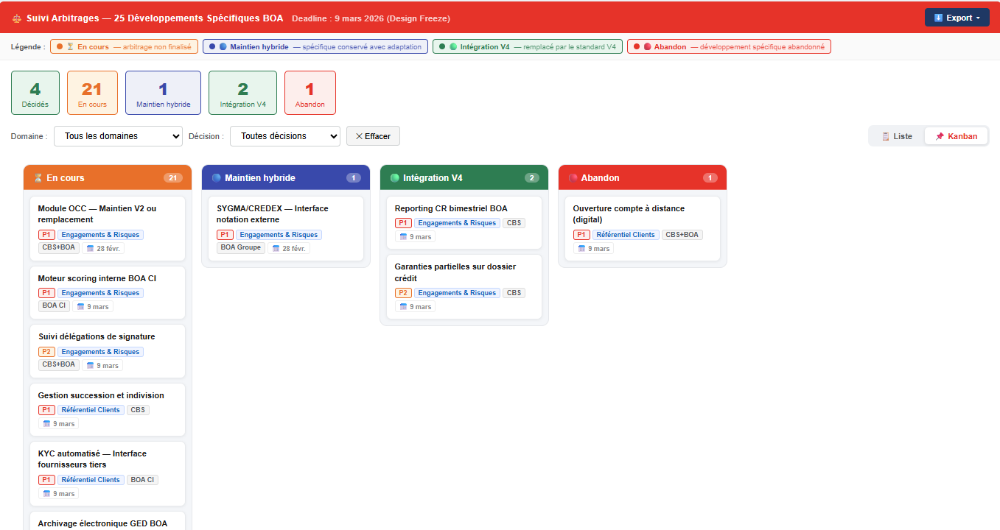 Suivi Arbitrages — 25 Développements Spécifiques BOA Deadline : 9 mars 2026 (Design Freeze) Export
Légende : En cours — arbitrage non finalisé Maintien hybride — spécifique conservé avec adaptation Intégration V4 — remplacé par le standard V4 Abandon — développement spécifique abandonné
4 21 1 2 1
Décidés En cours Maintien hybride Intégration V4 Abandon
Domaine : Tous les domaines Décision : Toutes décisions Effacer Liste Kanban
En cours 21
Module OCC — Maintien V2 ou
remplacement
P1 Engagements & Risques
CBS+BOA 28 févr.
Moteur scoring interne BOA CI
P1 Engagements & Risques
BOA CI 9 mars
Suivi délégations de signature
P2 Engagements & Risques
CBS+BOA 9 mars
Gestion succession et indivision
P1 Référentiel Clients CBS
9 mars
KYC automatisé — Interface
fournisseurs tiers
P1 Référentiel Clients BOA CI
9 mars
Archivage électronique GED BOA
Maintien hybride 1
SYGMA/CREDEX — Interface
notation externe
P1 Engagements & Risques
BOA Groupe 28 févr.
Intégration V4 2
Reporting CR bimestriel BOA
P1 Engagements & Risques CBS
9 mars
Garanties partielles sur dossier
crédit
P2 Engagements & Risques CBS
9 mars
Abandon 1
Ouverture compte à distance
(digital)
P1 Référentiel Clients CBS+BOA
9 mars